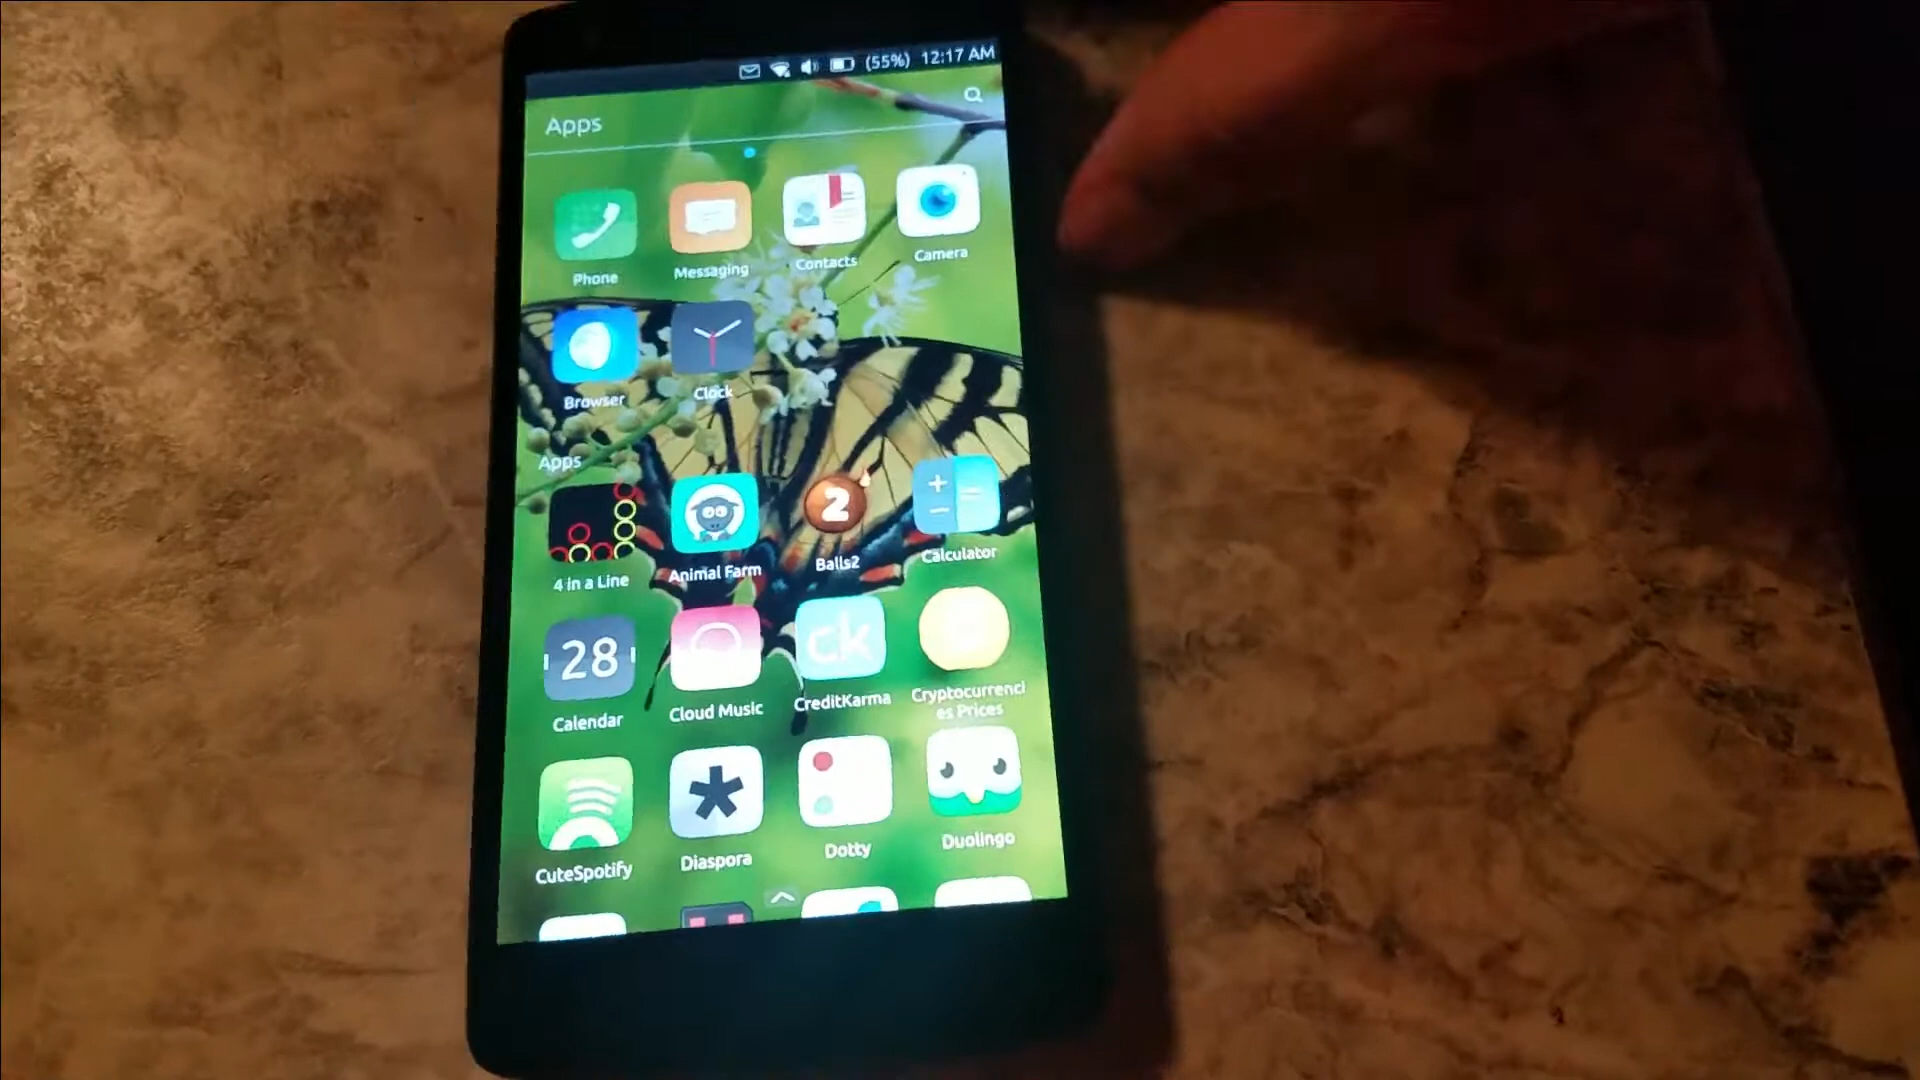 (55%) 12:17 AM
Apps
Phone Messaging Contacts Camera
Browser Clock
Apps
2
4 in a Line Animal Farm Balls2 Calculator
28 ck
Calendar Cloud Music CreditKarma Cryptocurrenci
es Prices
CuteSpotify Diaspora Dotty Duolingo